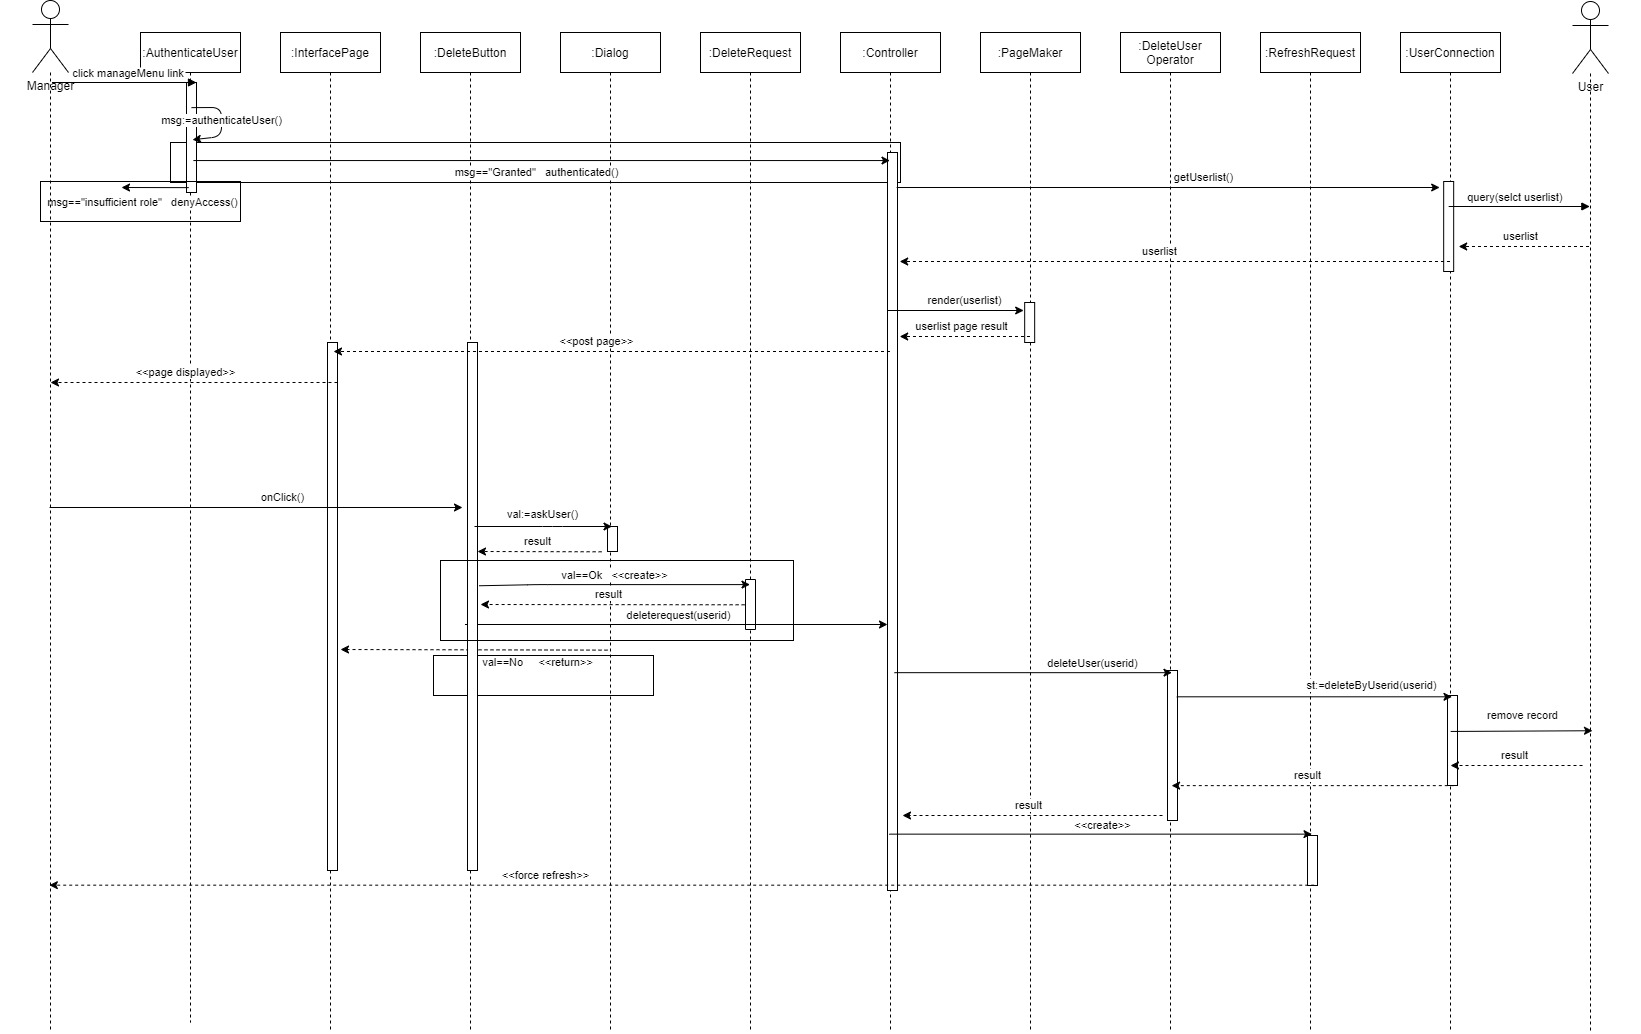 :AuthenticateUser
:InterfacePage
:DeleteButton
:Dialog
:DeleteRequest
:Controller
:PageMaker
:DeleteUser
Operator
:RefreshRequest
:UserConnection
click manageMenu link
Manager
User
msg:=authenticateUser()
msg=="Granted" authenticated()
getUserlist()
msg=="insufficient role" denyAccess()
query(selct userlist)
userlist
userlist
render(userlist)
userlist page result
<<post page>>
<<page displayed>>
onClick()
val:=askUser()
result
val==Ok <<create>>
result
deleterequest(userid)
val==No <<return>>
deleteUser(userid)
st:=deleteByUserid(userid)
remove record
result
result
result
<<create>>
<<force refresh>>